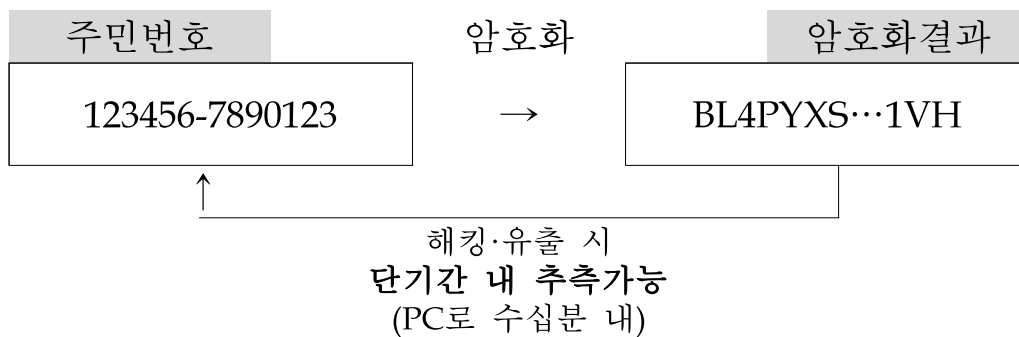 주민번호 암호화 암호화결과
123456-7890123 → BL4PYXS⋯1VH
해킹·유출 시
단기간 내 추측가능
(PC로 수십분 내)